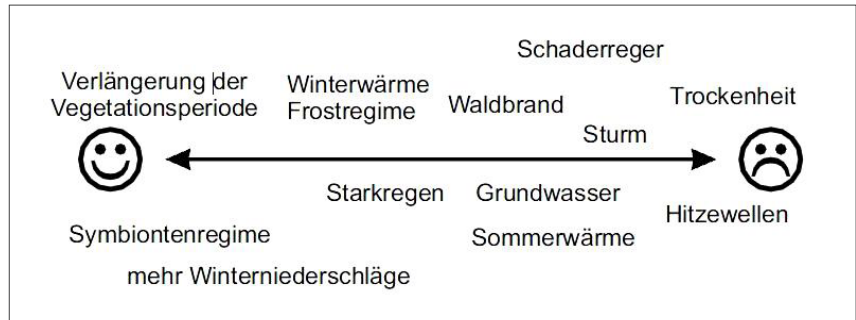 Schaderreger
Verlängerung der
Vegetationsperiode
Winterwärme
Frostregime
Waldbrand
Trockenheit
Sturm
Starkregen
Grundwasser
Hitzewellen
Symbiontenregime
Sommerwärme
mehr Winterniederschläge